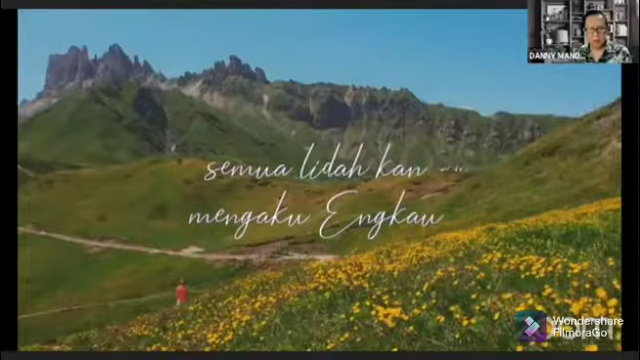 DANNY MANO
semua lidah kan
mengaku Engkau
Wondershare
FilmoraGo